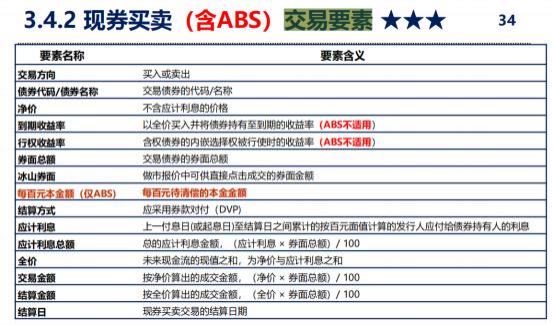 3.4.2 现券买卖（含ABS）交易要素 ★★★ 34
要素名称 要素含义
交易方向 买入或卖出
债券代码/债券名称 交易债券的代码/名称
净价 不含应计利息的价格
到期收益率 以全价买入并将债券持有至到期的收益率（ABS不适用）
行权收益率 含权债券的内嵌选择权被行使时的收益率（ABS不适用）
券面总额 交易债券的券面总额
冰山券面 做市报价中可供直接点击成交的券面金额
每百元本金金额（仅ABS） 每百元待清偿的本金金额
结算方式 应采用券款对付（DVP）
应计利息 上一付息日(或起息日)至结算日之间累计的按百元面值计算的发行人应付给债券持有人的利息
应计利息总额 总的应计利息金额，（应计利息 × 券面总额）/ 100
全价 未来现金流的现值之和，为净价与应计利息之和
交易金额 按净价算出的成交金额，（净价 × 券面总额）/ 100
结算金额 按全价算出的成交金额，（全价 × 券面总额）/ 100
结算日 现券买卖交易的结算日期